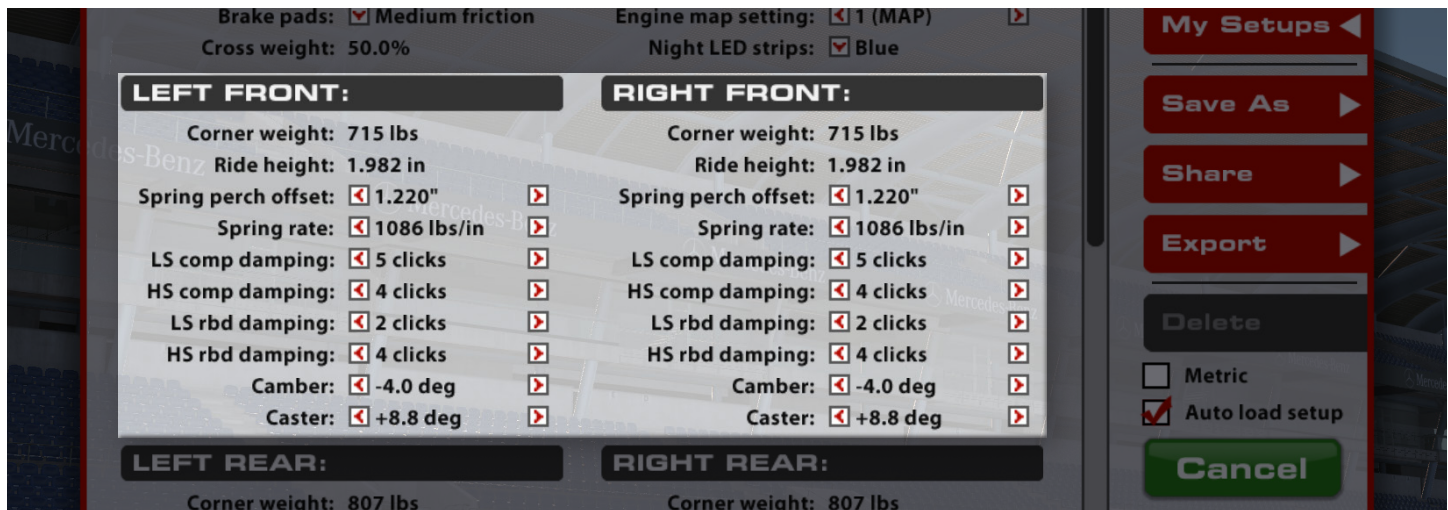 Brake pads: Medium friction
Engine map setting: 1 (MAP)
Cross weight: 50.0%
Night LED strips: Blue
LEFT FRONT:
Corner weight: 715 lbs
Ride height: 1.982 in
Spring perch offset: 1.220"
Spring rate: 1086 lbs/in
LS comp damping: 5 clicks
HS comp damping: 4 clicks
LS rbd damping: 2 clicks
HS rbd damping: 4 clicks
Camber: -4.0 deg
Caster: +8.8 deg
RIGHT FRONT:
Corner weight: 715 lbs
Ride height: 1.982 in
Spring perch offset: 1.220"
Spring rate: 1086 lbs/in
LS comp damping: 5 clicks
HS comp damping: 4 clicks
LS rbd damping: 2 clicks
HS rbd damping: 4 clicks
Camber: -4.0 deg
Caster: +8.8 deg
LEFT REAR:
Corner weight: 807 lbs
RIGHT REAR:
Corner weight: 807 lbs
My Setups
Save As
Share
Export
Delete
Metric
Auto load setup
Cancel
Mercedes-Benz
Mercedes-Benz